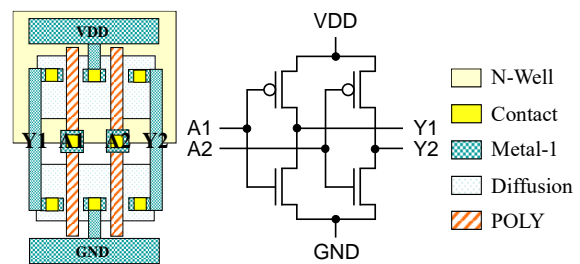 VDD
Y1 A1 A2 Y2
GND
VDD
A1
A2
Y1
Y2
GND
N-Well
Contact
Metal-1
Diffusion
POLY